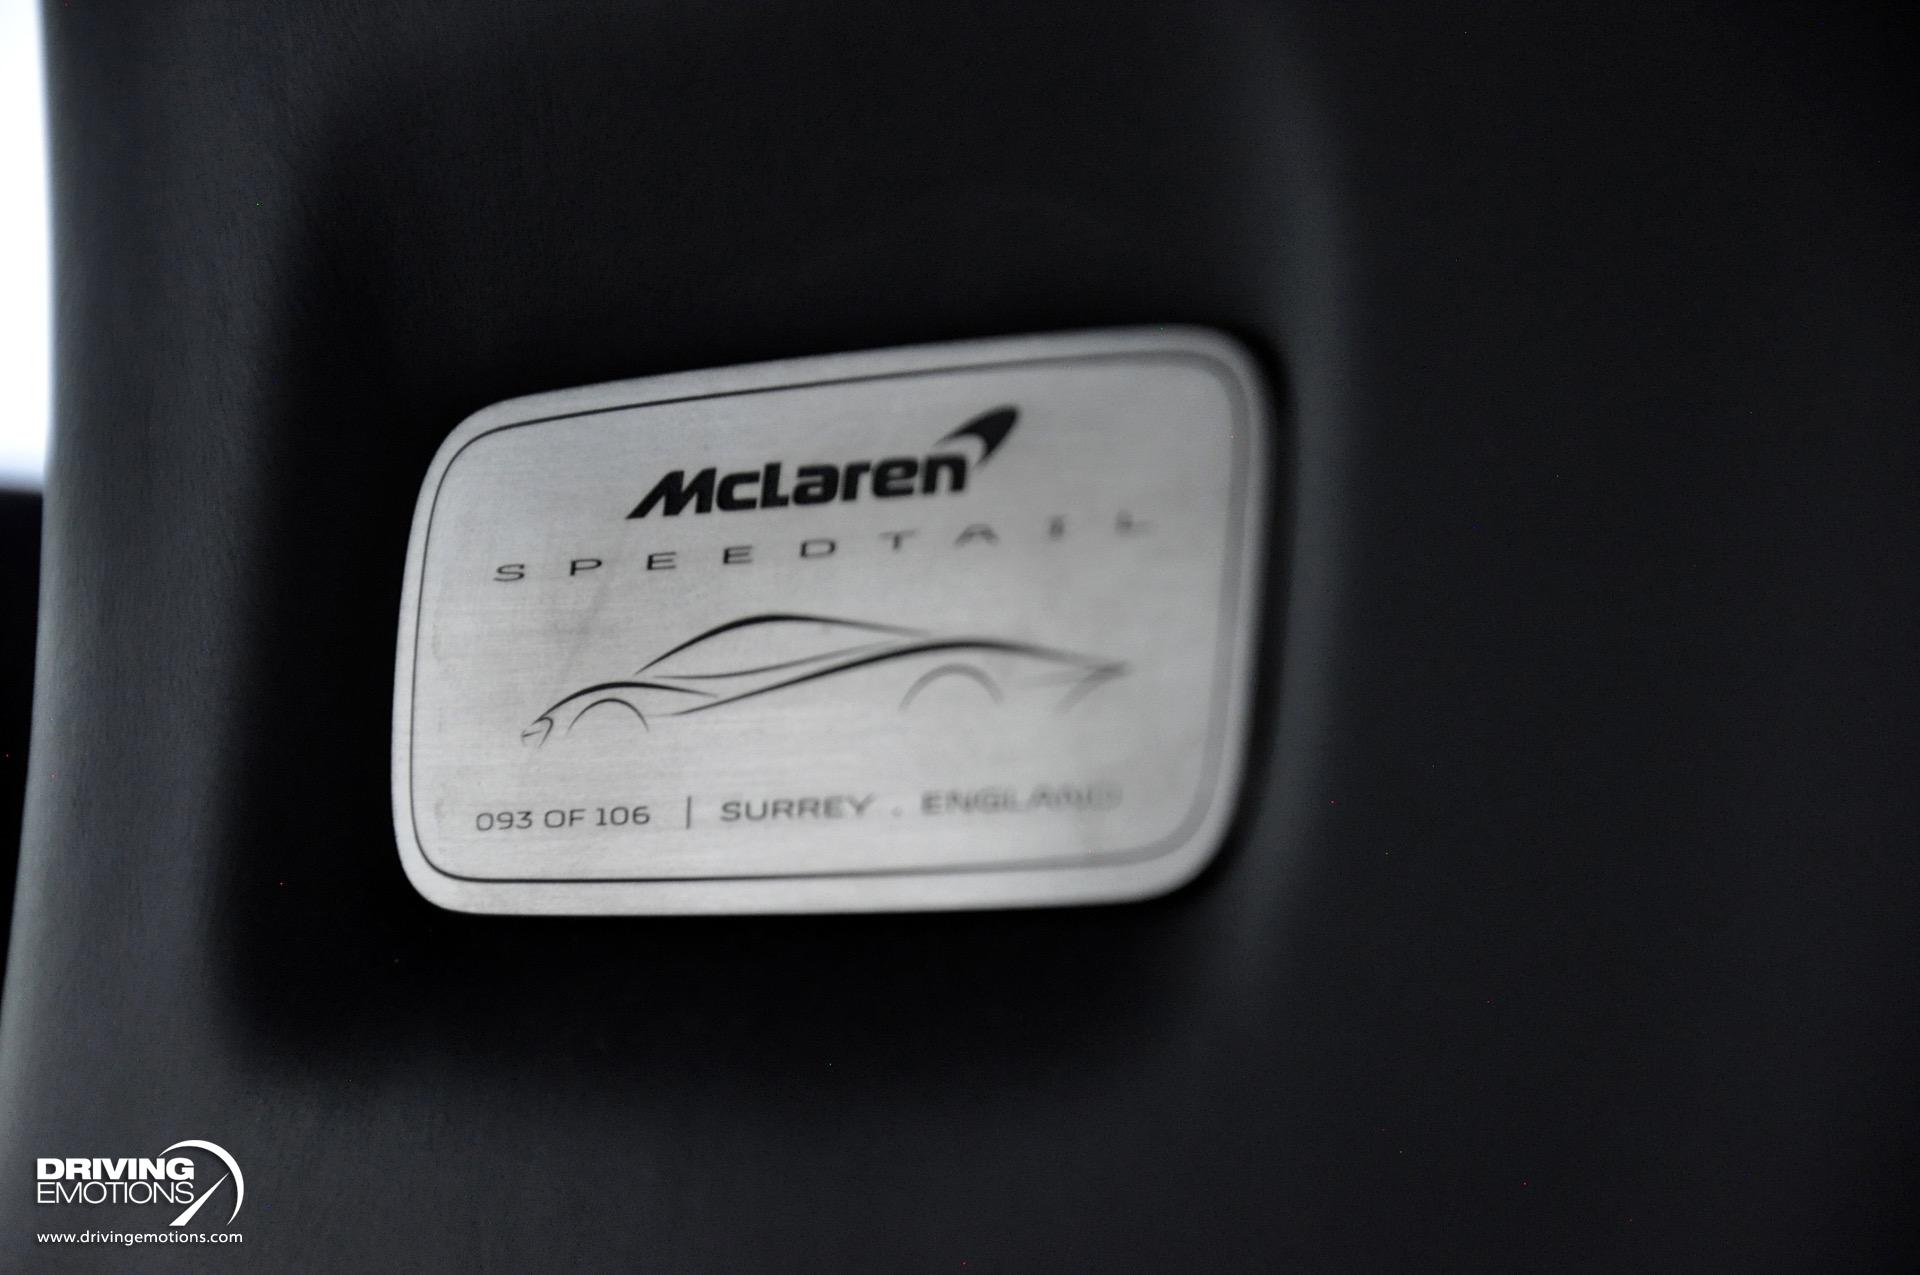 McLaren
SPEEDTAIL
093 OF 106 | SURREY . ENGLAND
DRIVING
EMOTIONS
www.drivingemotions.com